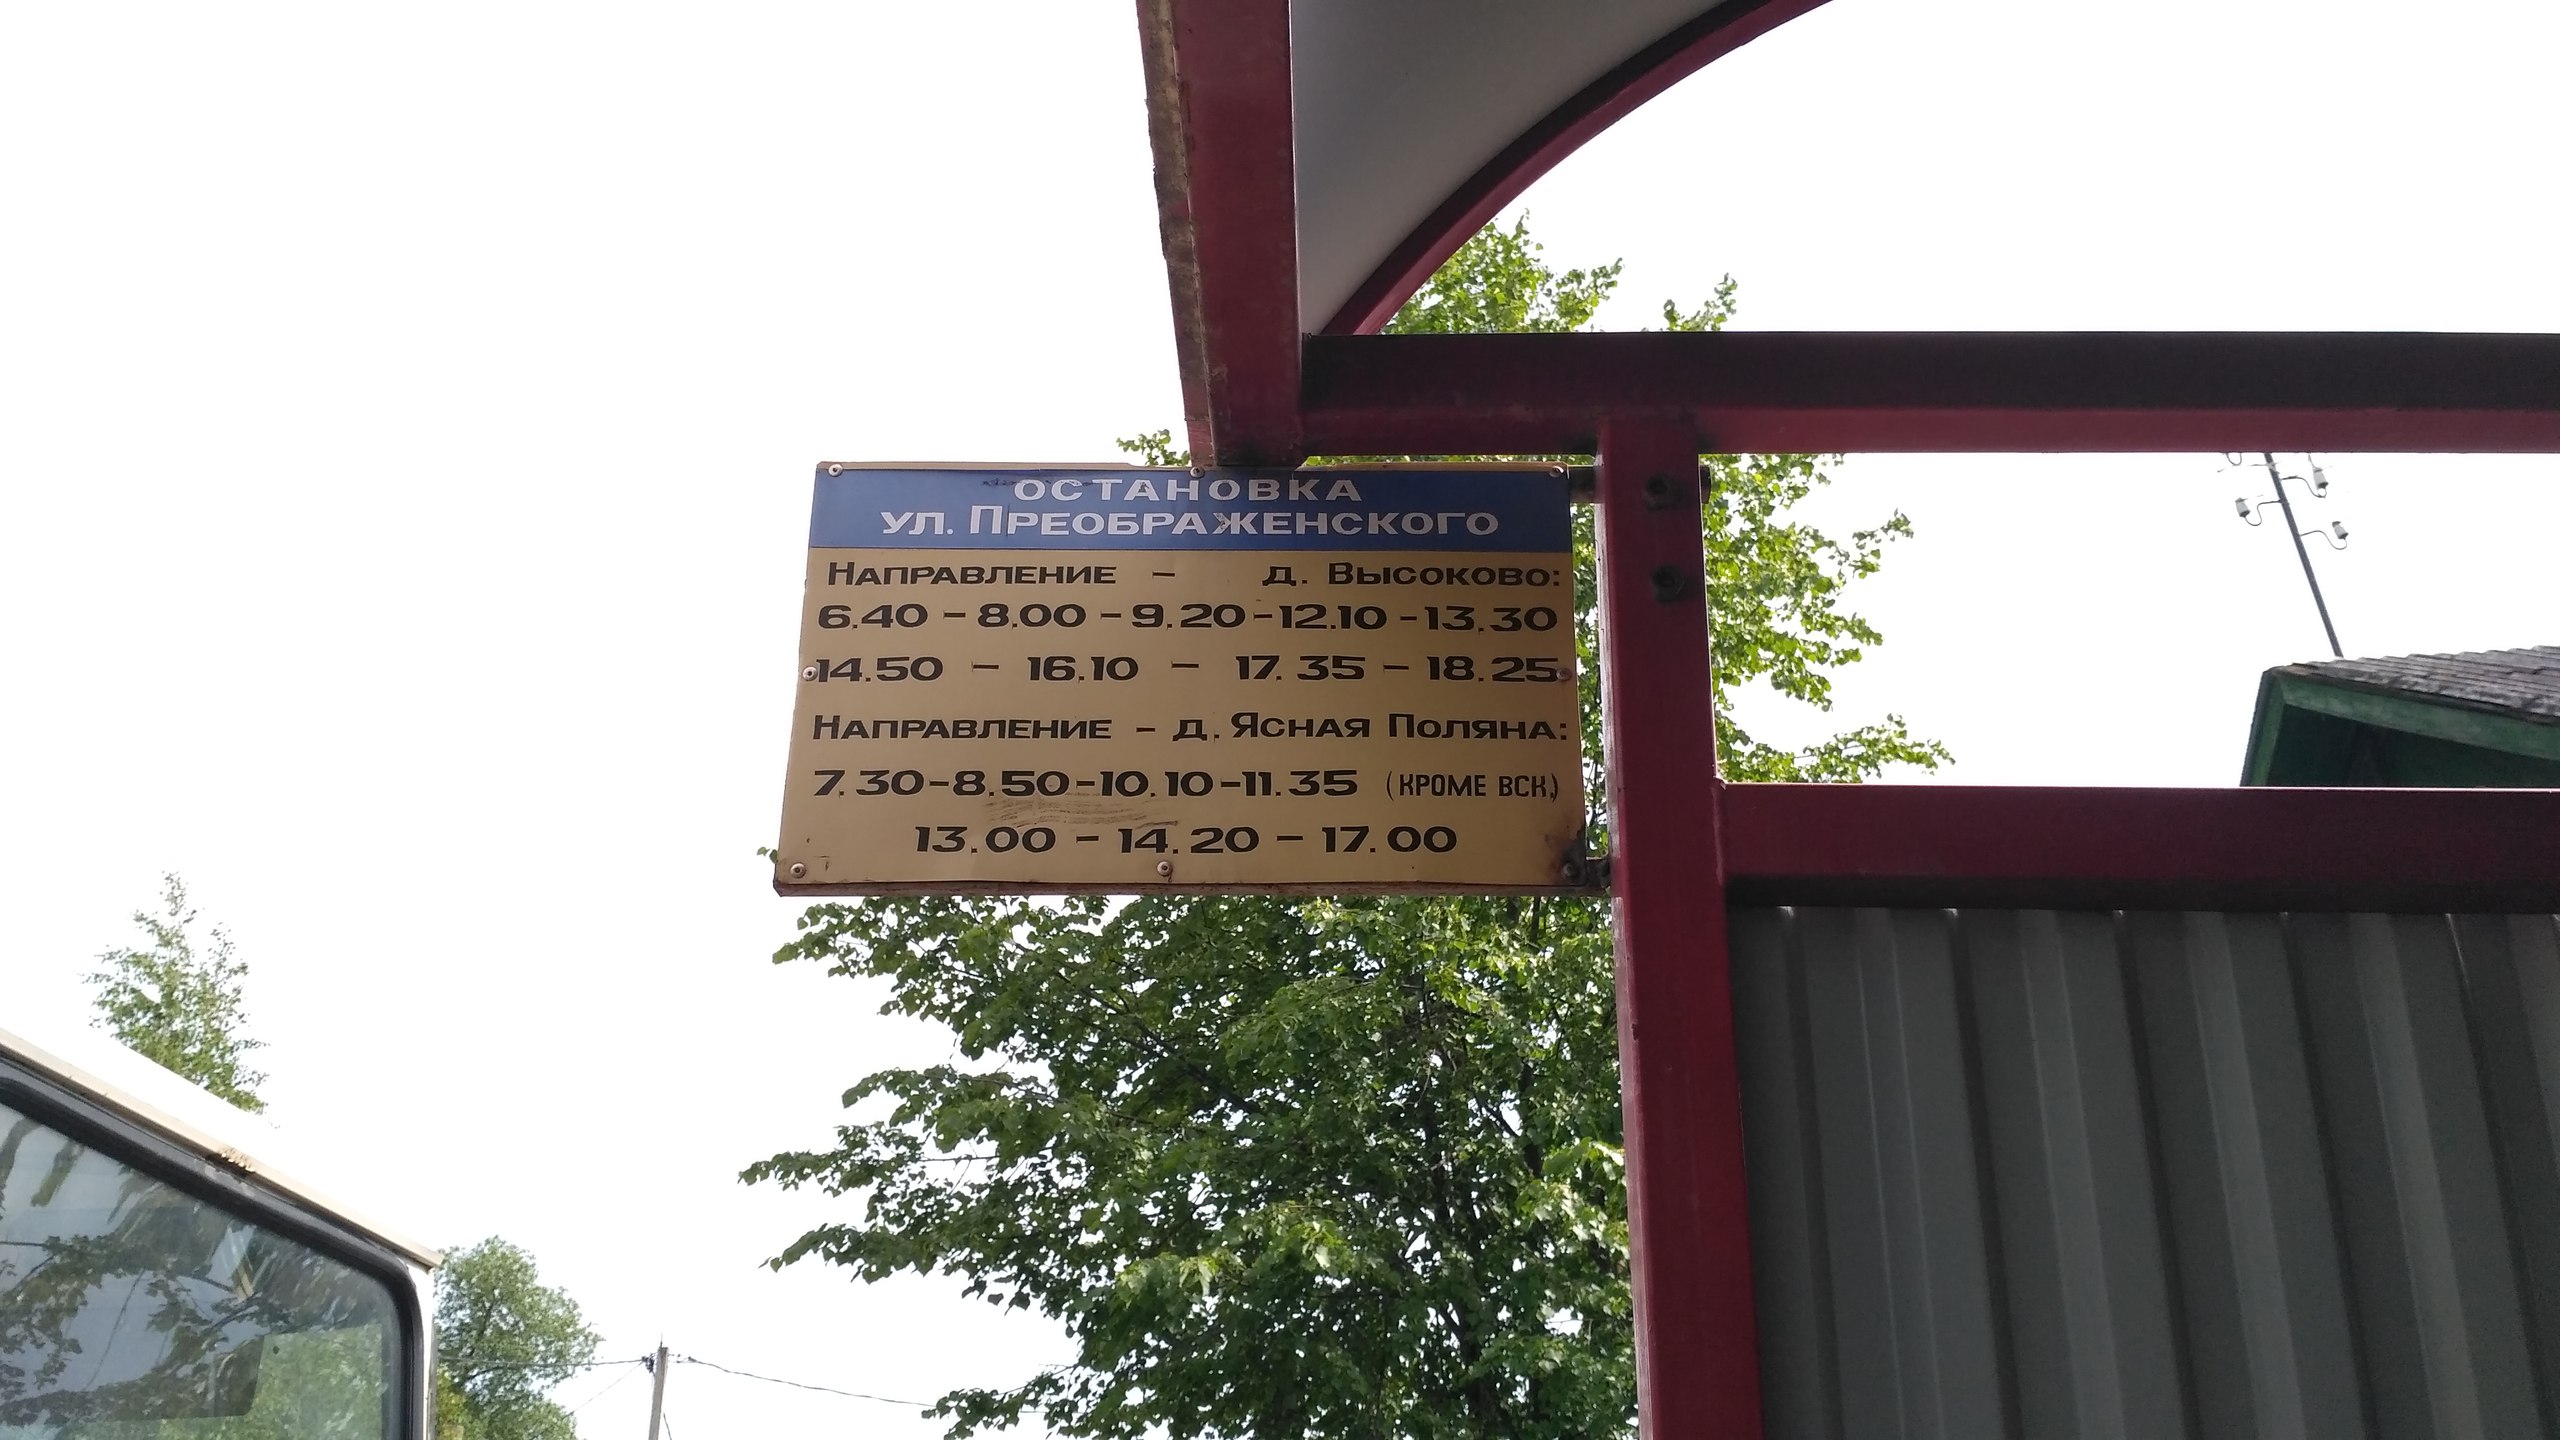 ОСТАНОВКА
УЛ. ПРЕОБРАЖЕНСКОГО
НАПРАВЛЕНИЕ - Д. ВЫСОКОВО:
6.40 - 8.00 - 9.20 - 12.10 - 13.30
14.50 - 16.10 - 17.35 - 18.25
НАПРАВЛЕНИЕ - Д. ЯСНАЯ ПОЛЯНА:
7.30 - 8.50 - 10.10 - 11.35 (КРОМЕ ВСК.)
13.00 - 14.20 - 17.00